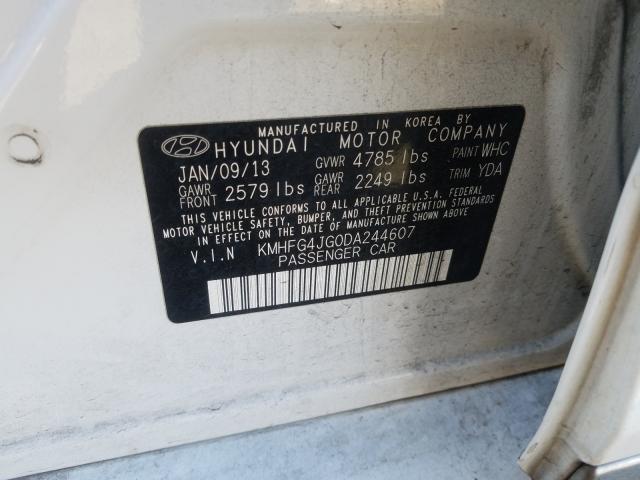 MANUFACTURED IN KOREA BY
HYUNDAI MOTOR COMPANY
JAN/09/13 GVWR 4785 lbs PAINT WHC
GAWR FRONT 2579 lbs GAWR REAR 2249 lbs TRIM YDA
THIS VEHICLE CONFORMS TO ALL APPLICABLE U.S.A. FEDERAL
MOTOR VEHICLE SAFETY, BUMPER, AND THEFT PREVENTION
STANDARDS IN EFFECT ON THE DATE OF MANUFACTURE SHOWN ABOVE
V.I.N KMHFG4JG0DA244607
PASSENGER CAR